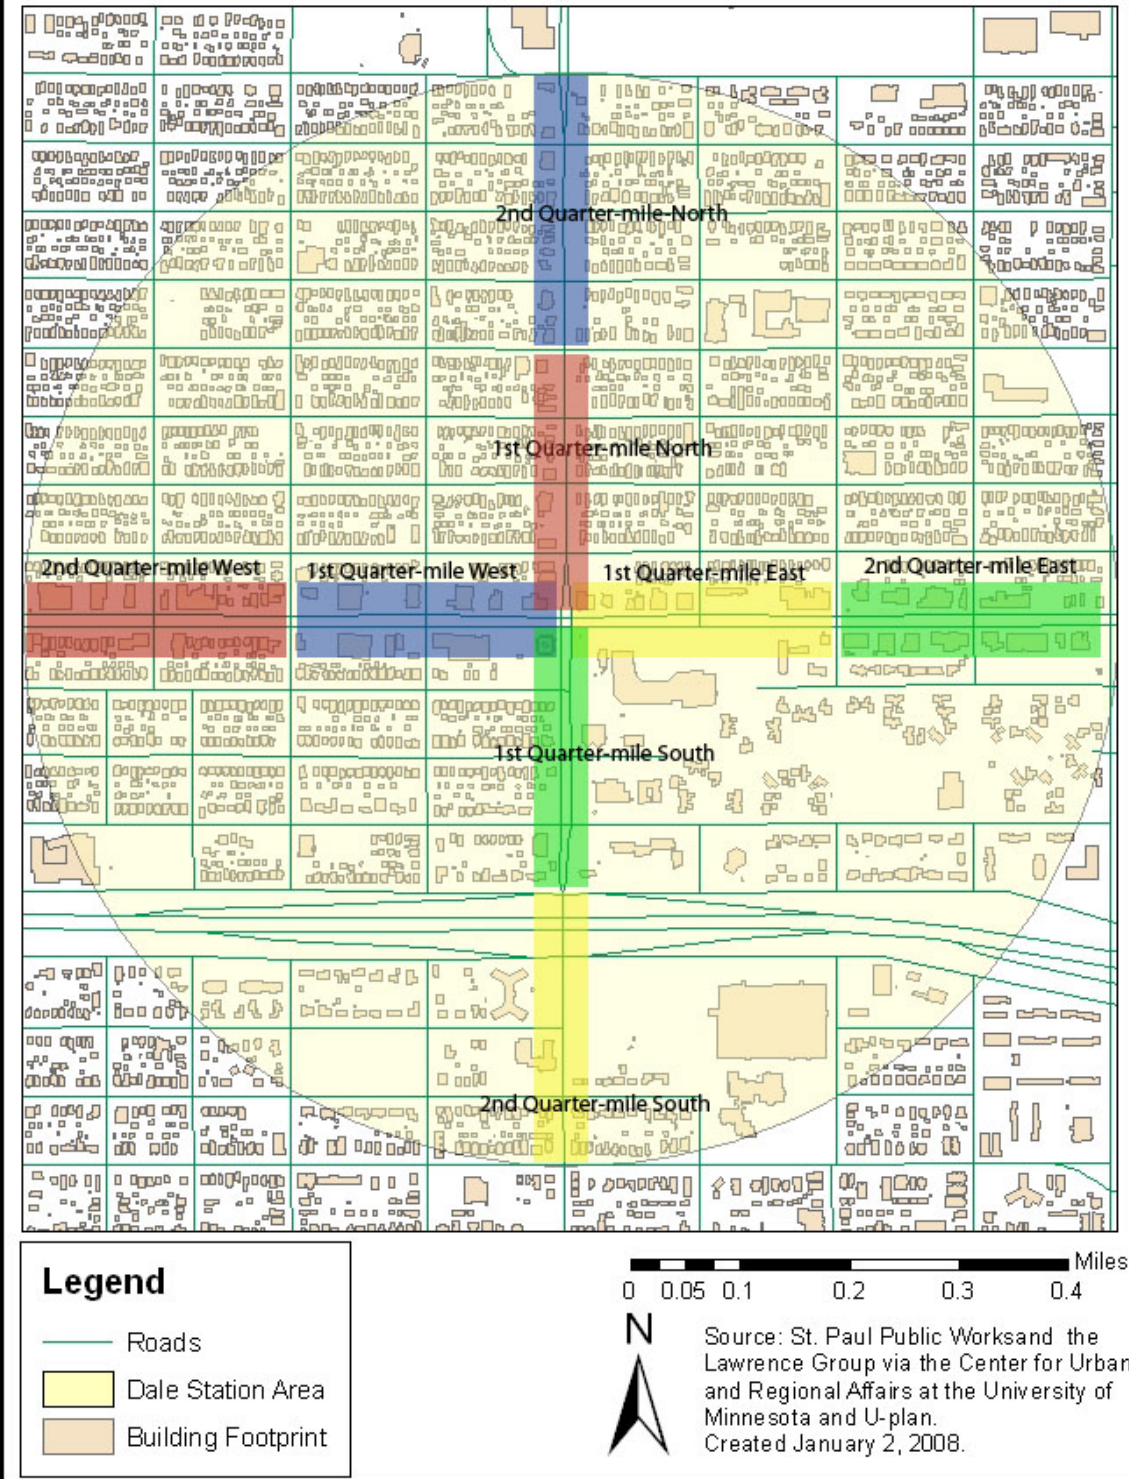 2nd Quarter-mile-North
1st Quarter-mile North
2nd Quarter-mile West
1st Quarter-mile West
1st Quarter-mile East
2nd Quarter-mile East
1st Quarter-mile South
2nd Quarter-mile South
Legend
Roads
Dale Station Area
Building Footprint
Miles
0 0.05 0.1 0.2 0.3 0.4
N
Source: St. Paul Public Worksand the
Lawrence Group via the Center for Urban
and Regional Affairs at the University of
Minnesota and U-plan.
Created January 2, 2008.